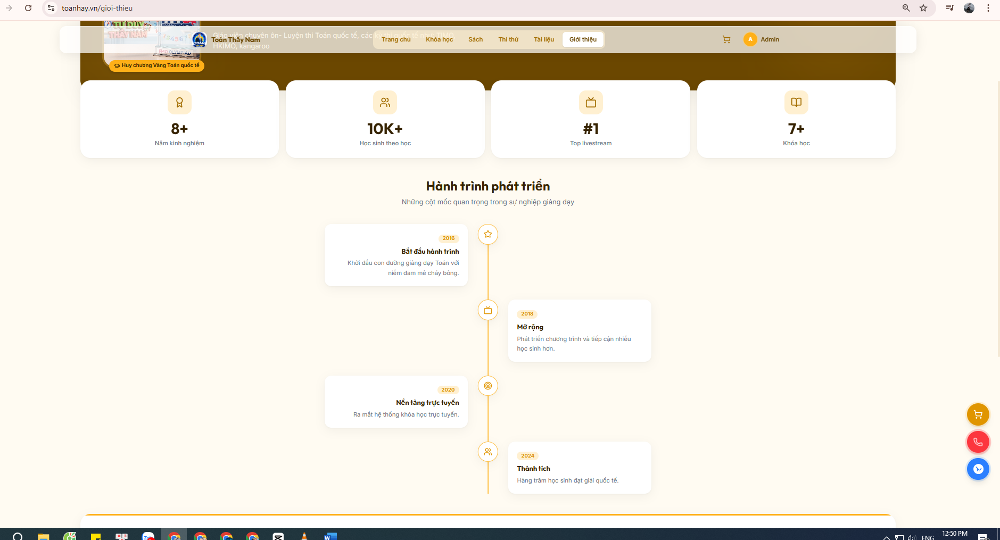 toanhay.vn/gioi-thieu
TƯ DUY
THẦY NAM
Giáo viên chuyên ôn- Luyện thi Toán quốc tế, các kỳ thi quốc tế như: TIMO,
HKIMO, kangaroo
Toán Thầy Nam
Trang chủ
Khóa học
Sách
Thi thử
Tài liệu
Giới thiệu
A
Admin
Huy chương Vàng Toán quốc tế
8+
Năm kinh nghiệm
10K+
Học sinh theo học
#1
Top livestream
7+
Khóa học
Hành trình phát triển
Những cột mốc quan trọng trong sự nghiệp giảng dạy
2016
Bắt đầu hành trình
Khởi đầu con đường giảng dạy Toán với
niềm đam mê cháy bỏng.
2018
Mở rộng
Phát triển chương trình và tiếp cận nhiều
học sinh hơn.
2020
Nền tảng trực tuyến
Ra mắt hệ thống khóa học trực tuyến.
2024
Thành tích
Hàng trăm học sinh đạt giải quốc tế.
ENG
12:50 PM